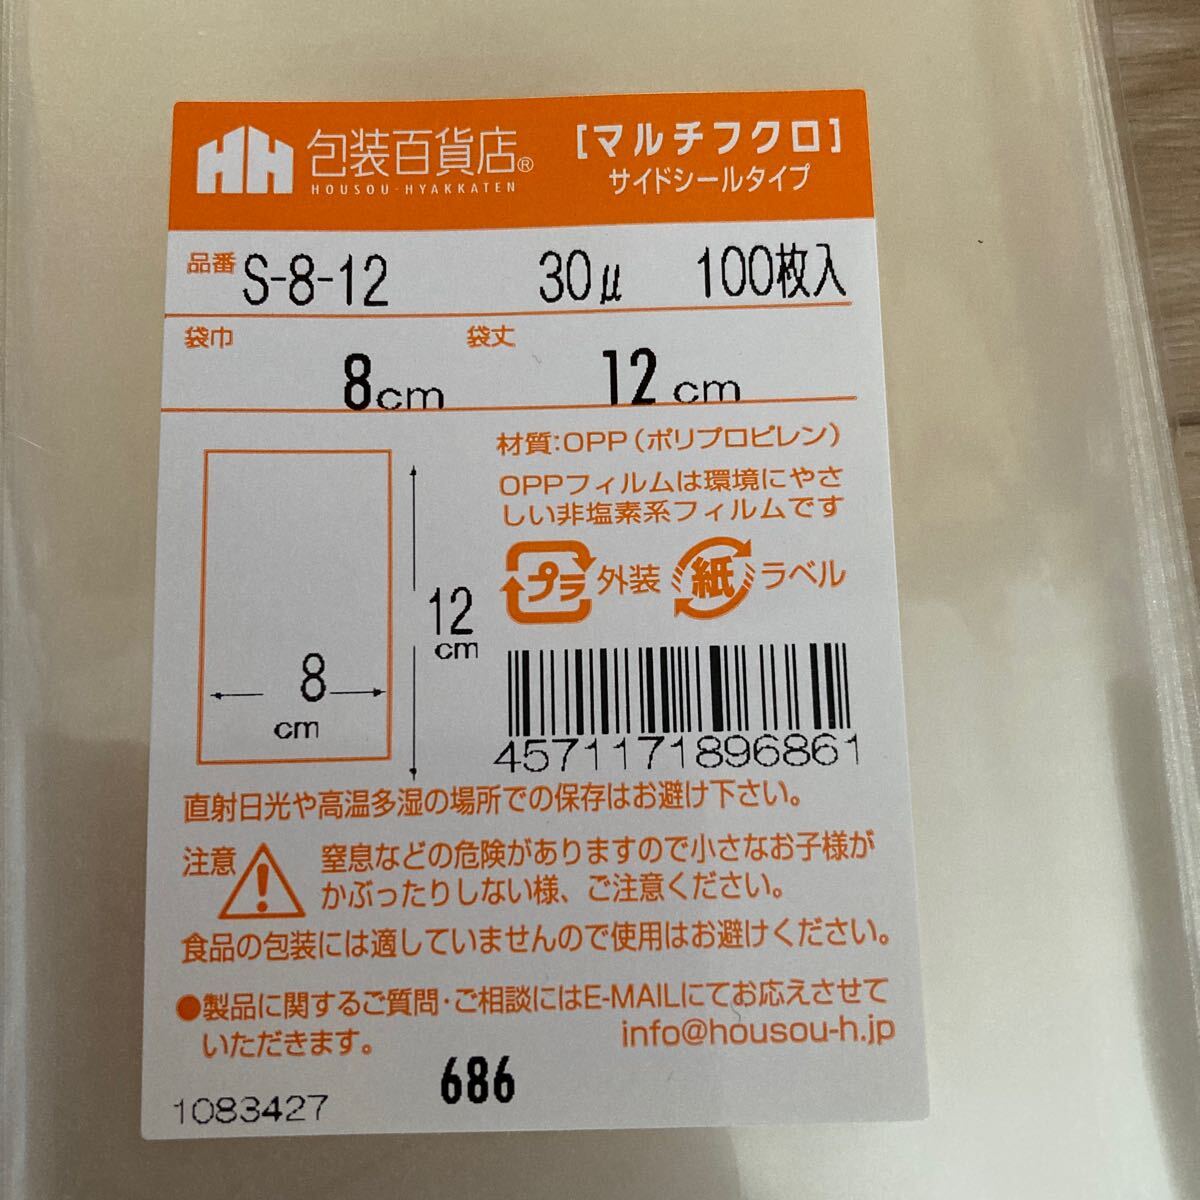 HH 包装百貨店®
HOUSOU-HYAKKATEN
[マルチフクロ]
サイドシールタイプ
品番 S-8-12 30μ 100枚入
袋巾 8cm 袋丈 12cm
材質:OPP(ポリプロピレン)
OPPフィルムは環境にやさ
しい非塩素系フィルムです
プラ 外装 紙 ラベル
12
cm
8
cm
4571171896861
直射日光や高温多湿の場所での保存はお避け下さい。
注意 窒息などの危険がありますので小さなお子様が
かぶったりしない様、ご注意ください。
食品の包装には適していませんので使用はお避けください。
●製品に関するご質問・ご相談にはE-MAILにてお応えさせて
いただきます。 info@housou-h.jp
686
1083427